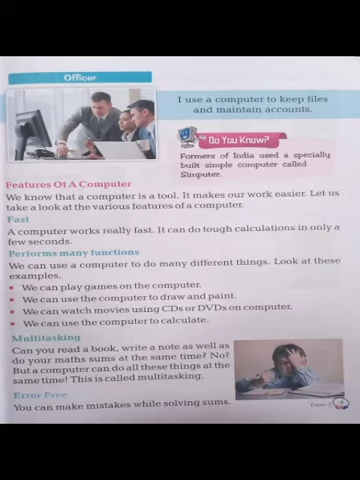 Officer
I use a computer to keep files
and maintain accounts.
Do You Know?
Formers of India used a specially
built simple computer called
Simputer.
Features Of A Computer
We know that a computer is a tool. It makes our work easier. Let us
take a look at the various features of a computer.
Fast
A computer works really fast. It can do tough calculations in only a
few seconds.
Performs many functions
We can use a computer to do many different things. Look at these
examples.
• We can play games on the computer.
• We can use the computer to draw and paint.
• We can watch movies using CDs or DVDs on computer.
• We can use the computer to calculate.
Multitasking
Can you read a book, write a note as well as
do your maths sums at the same time? No?
But a computer can do all these things at the
same time! This is called multitasking.
Error Free
You can make mistakes while solving sums.